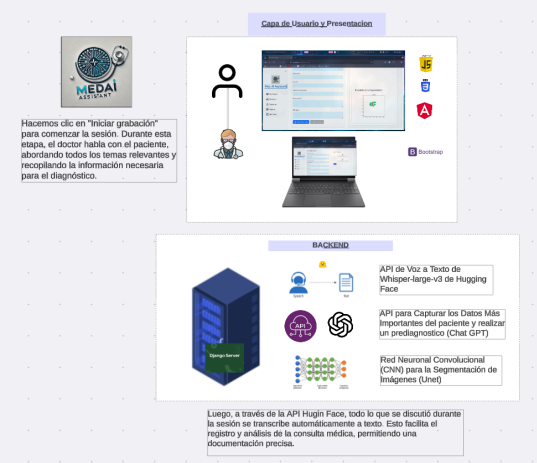 Capa de Usuario y Presentacion
MEDAI
ASSISTANT
JS
Bootstrap
Hacemos clic en "Iniciar grabación"
para comenzar la sesión. Durante esta
etapa, el doctor habla con el paciente,
abordando todos los temas relevantes y
recopilando la información necesaria
para el diagnóstico.
BACKEND
Django Server
Speech
Text
API de Voz a Texto de
Whisper-large-v3 de Hugging
Face
API
API para Capturar los Datos Más
Importantes del paciente y realizar
un prediagnostico (Chat GPT)
Red Neuronal Convolucional
(CNN) para la Segmentación de
Imágenes (Unet)
Luego, a través de la API Hugin Face, todo lo que se discutió durante
la sesión se transcribe automáticamente a texto. Esto facilita el
registro y análisis de la consulta médica, permitiendo una
documentación precisa.